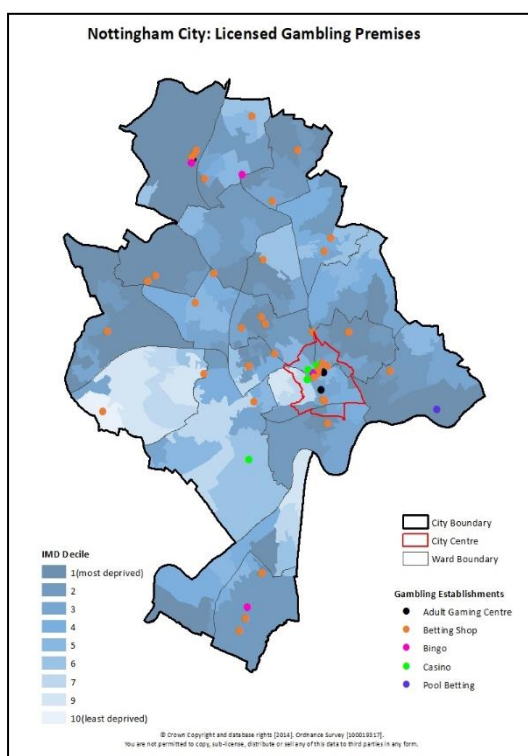 Nottingham City: Licensed Gambling Premises
City Boundary
City Centre
Ward Boundary
IMD Decile
1(most deprived)
2
3
4
5
6
7
9
10(least deprived)
Gambling Establishments
Adult Gaming Centre
Betting Shop
Bingo
Casino
Pool Betting
© Crown Copyright and database rights [2014]. Ordnance Survey [100019317].
You are not permitted to copy, sub-license, distribute or sell any of this data to third parties in any form.